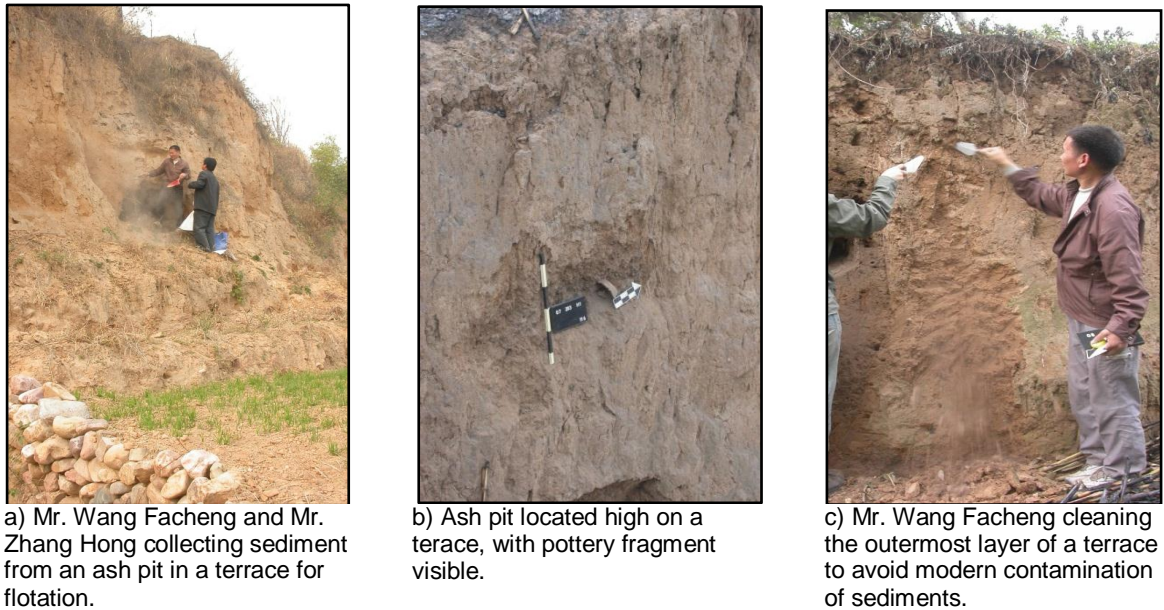 a) Mr. Wang Facheng and Mr.
Zhang Hong collecting sediment
from an ash pit in a terrace for
flotation.
b) Ash pit located high on a
terace, with pottery fragment
visible.
c) Mr. Wang Facheng cleaning
the outermost layer of a terrace
to avoid modern contamination
of sediments.